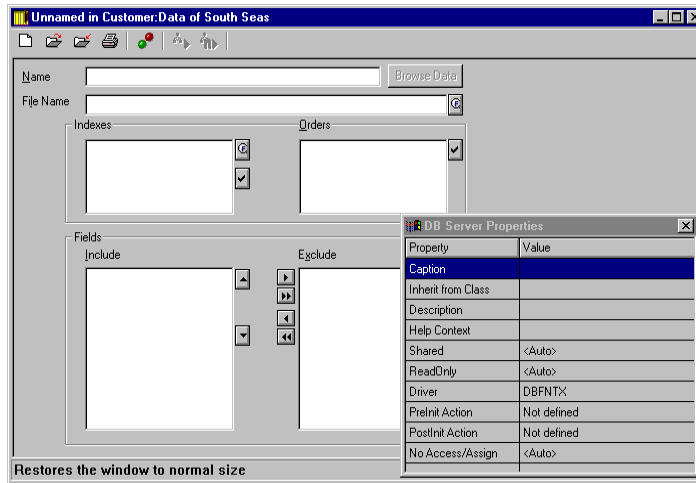 Unnamed in Customer:Data of South Seas
Name
Browse Data
File Name
Indexes
Orders
Fields
Include
Exclude
DB Server Properties
Property Value
Caption
Inherit from Class
Description
Help Context
Shared <Auto>
ReadOnly <Auto>
Driver DBFNTX
PreInit Action Not defined
PostInit Action Not defined
No Access/Assign <Auto>
Restores the window to normal size